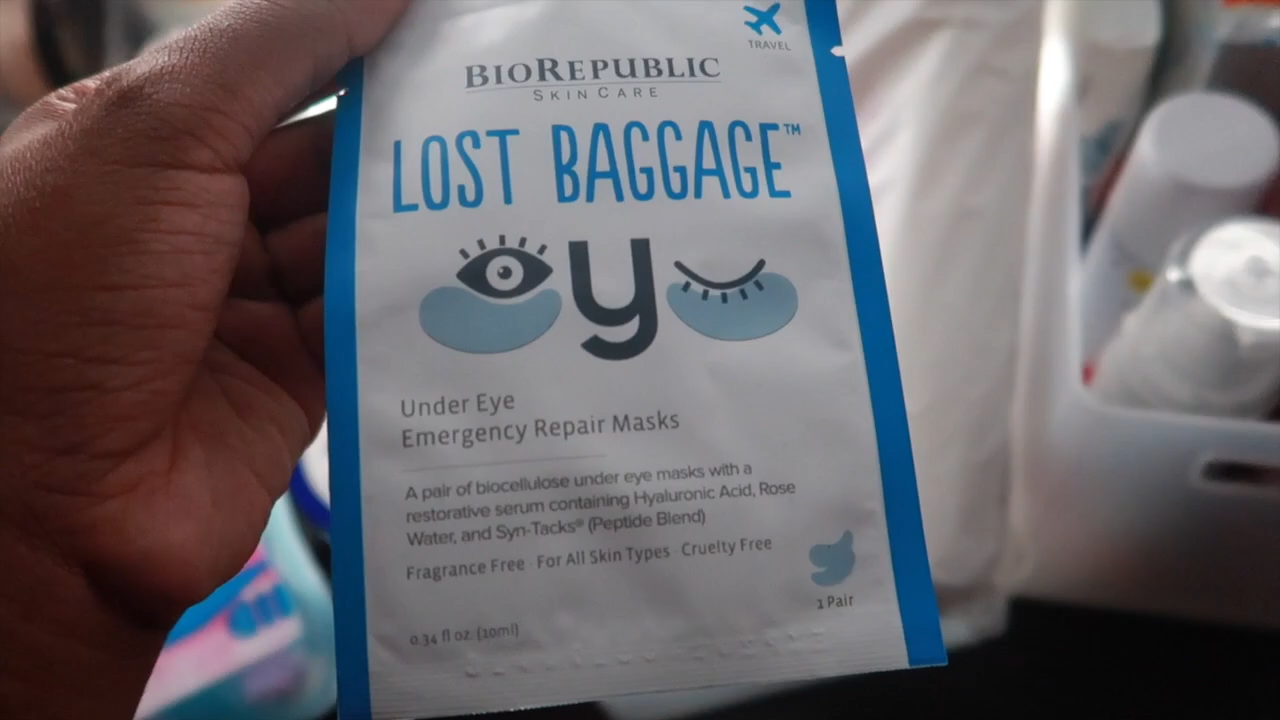 TRAVEL
BIOREPUBLIC
SKINCARE
LOST BAGGAGE™
eye
Under Eye
Emergency Repair Masks
A pair of biocellulose under eye masks with a
restorative serum containing Hyaluronic Acid, Rose
Water, and Syn-Tacks® (Peptide Blend)
Fragrance Free · For All Skin Types · Cruelty Free
1 Pair
0.34 fl oz. (10ml)